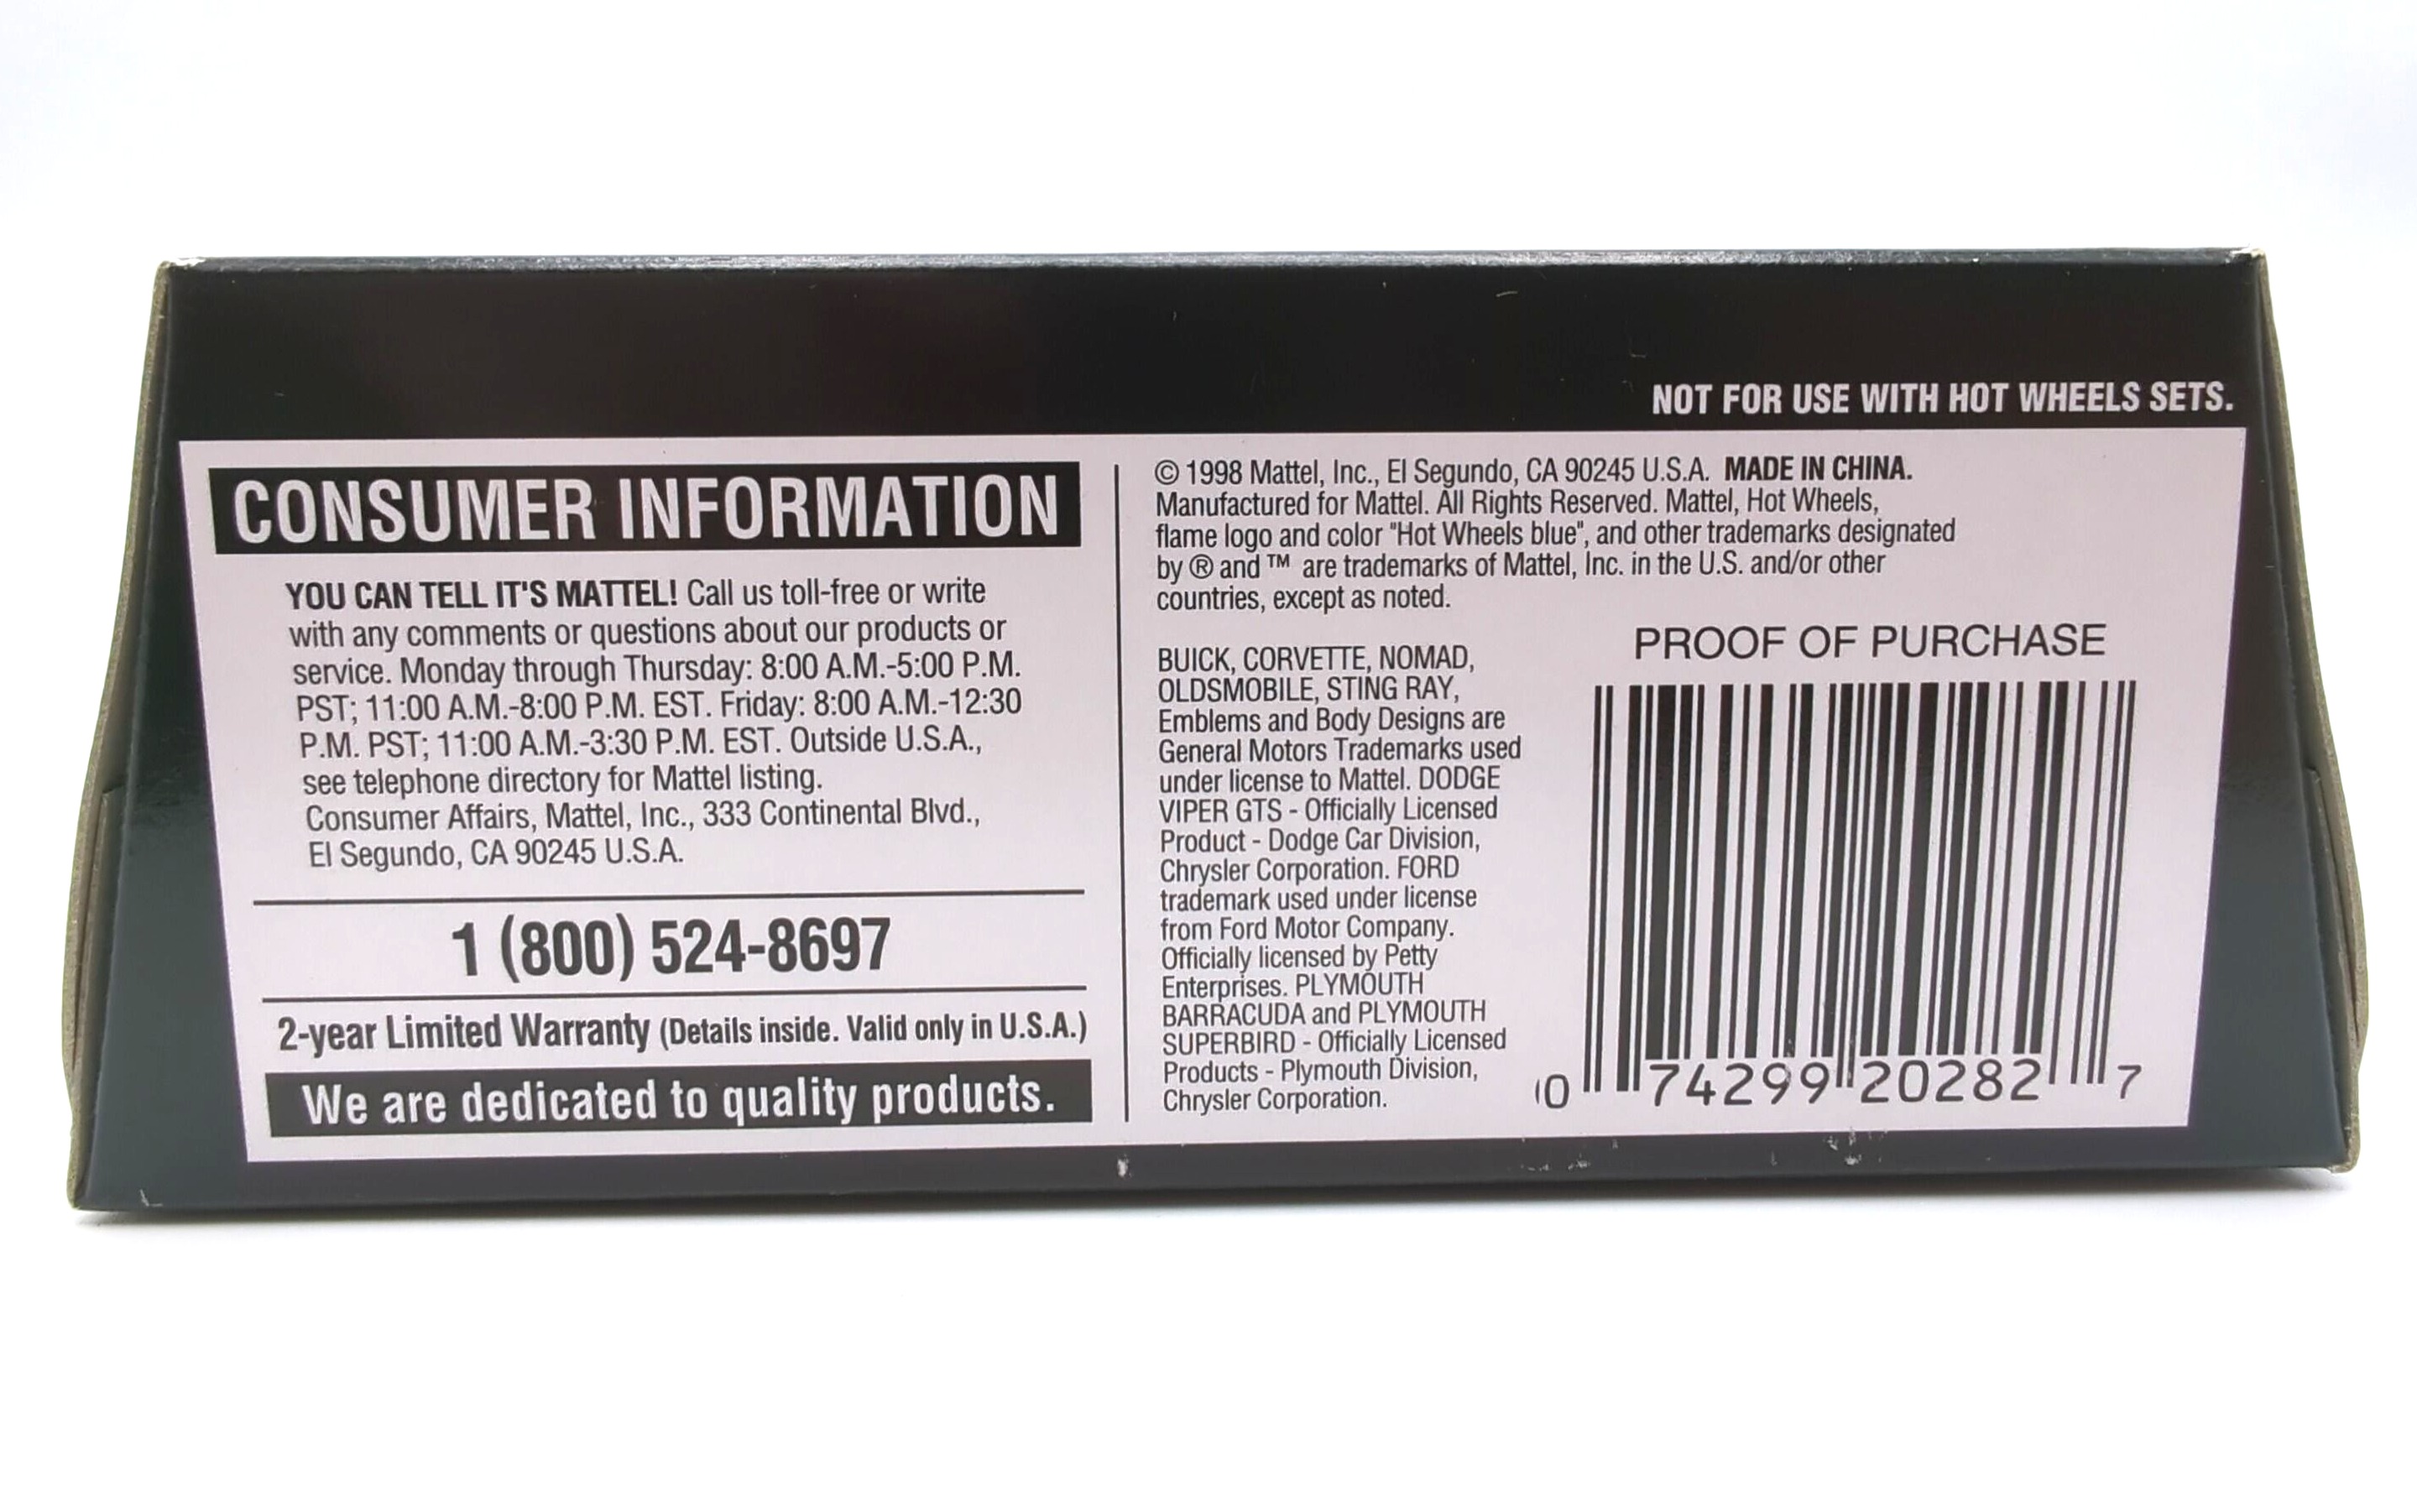 NOT FOR USE WITH HOT WHEELS SETS.
CONSUMER INFORMATION
YOU CAN TELL IT'S MATTEL! Call us toll-free or write
with any comments or questions about our products or
service. Monday through Thursday: 8:00 A.M.-5:00 P.M.
PST; 11:00 A.M.-8:00 P.M. EST. Friday: 8:00 A.M.-12:30
P.M. PST; 11:00 A.M.-3:30 P.M. EST. Outside U.S.A.,
see telephone directory for Mattel listing.
Consumer Affairs, Mattel, Inc., 333 Continental Blvd.,
El Segundo, CA 90245 U.S.A.
1 (800) 524-8697
2-year Limited Warranty (Details inside. Valid only in U.S.A.)
We are dedicated to quality products.
© 1998 Mattel, Inc., El Segundo, CA 90245 U.S.A. MADE IN CHINA.
Manufactured for Mattel. All Rights Reserved. Mattel, Hot Wheels,
flame logo and color "Hot Wheels blue", and other trademarks designated
by ® and ™ are trademarks of Mattel, Inc. in the U.S. and/or other
countries, except as noted.
BUICK, CORVETTE, NOMAD,
OLDSMOBILE, STING RAY,
Emblems and Body Designs are
General Motors Trademarks used
under license to Mattel. DODGE
VIPER GTS - Officially Licensed
Product - Dodge Car Division,
Chrysler Corporation. FORD
trademark used under license
from Ford Motor Company.
Officially licensed by Petty
Enterprises. PLYMOUTH
BARRACUDA and PLYMOUTH
SUPERBIRD - Officially Licensed
Products - Plymouth Division,
Chrysler Corporation.
PROOF OF PURCHASE
0 74299 20282 7